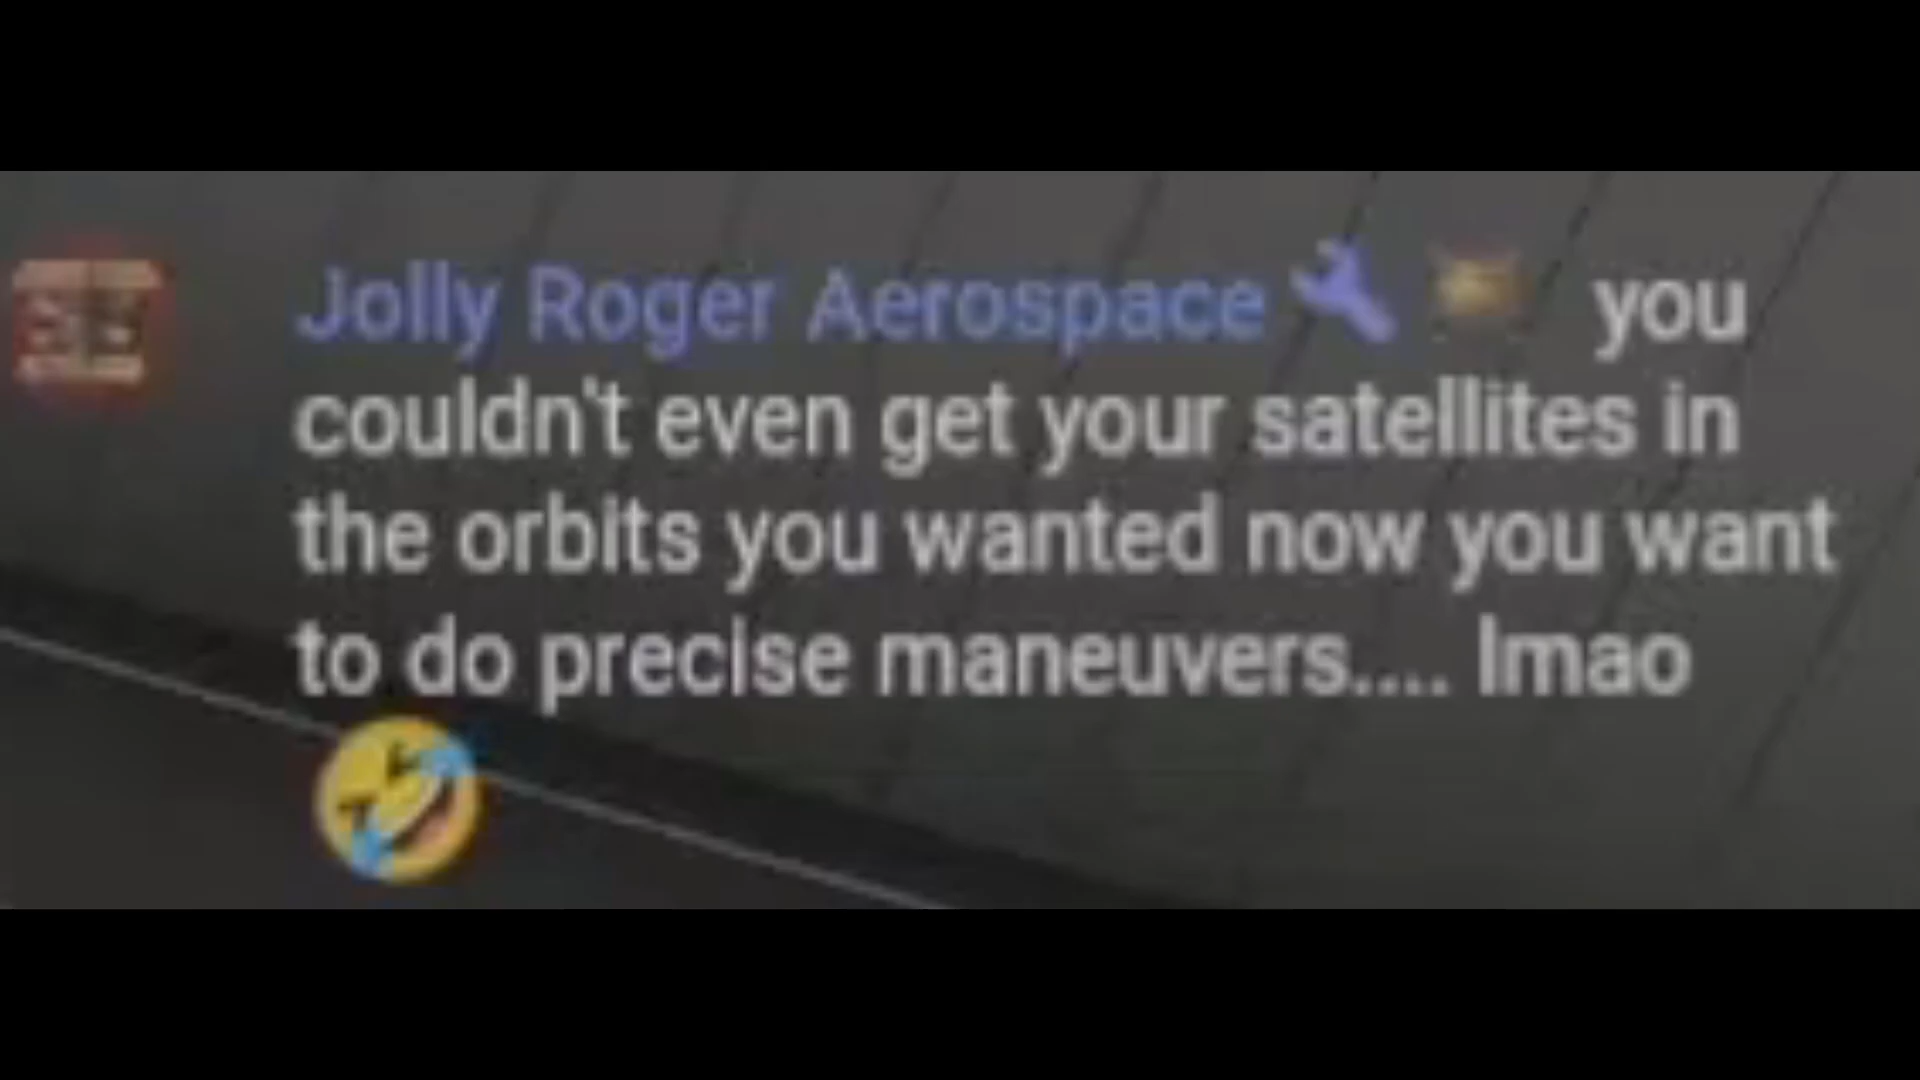 Jolly Roger Aerospace you
couldn't even get your satellites in
the orbits you wanted now you want
to do precise maneuvers.... lmao